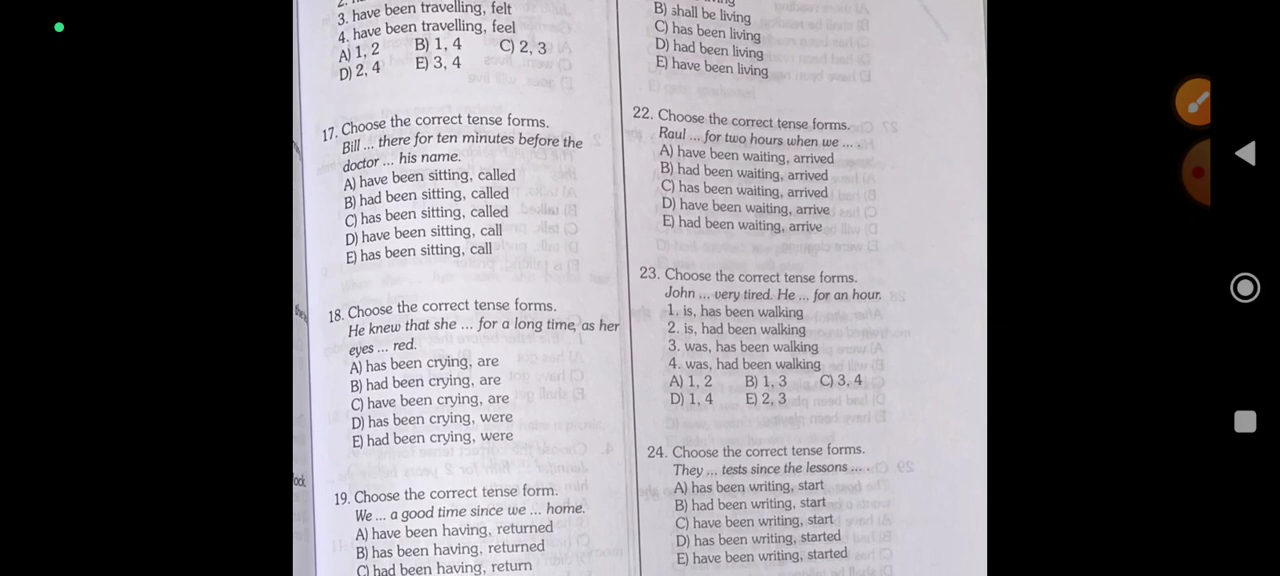 3. have been travelling, felt
4. have been travelling, feel
A) 1, 2 B) 1, 4 C) 2, 3
D) 2, 4 E) 3, 4
17. Choose the correct tense forms.
Bill ... there for ten minutes before the
doctor ... his name.
A) have been sitting, called
B) had been sitting, called
C) has been sitting, called
D) have been sitting, call
E) has been sitting, call
18. Choose the correct tense forms.
He knew that she ... for a long time, as her
eyes ... red.
A) has been crying, are
B) had been crying, are
C) have been crying, are
D) has been crying, were
E) had been crying, were
19. Choose the correct tense form.
We ... a good time since we ... home.
A) have been having, returned
B) has been having, returned
C) had been having, return
B) shall be living
C) has been living
D) had been living
E) have been living
22. Choose the correct tense forms.
Raul ... for two hours when we ... .
A) have been waiting, arrived
B) had been waiting, arrived
C) has been waiting, arrived
D) have been waiting, arrive
E) had been waiting, arrive
23. Choose the correct tense forms.
John ... very tired. He ... for an hour.
1. is, has been walking
2. is, had been walking
3. was, has been walking
4. was, had been walking
A) 1, 2 B) 1, 3 C) 3, 4
D) 1, 4 E) 2, 3
24. Choose the correct tense forms.
They ... tests since the lessons ... .
A) has been writing, start
B) had been writing, start
C) have been writing, start
D) has been writing, started
E) have been writing, started